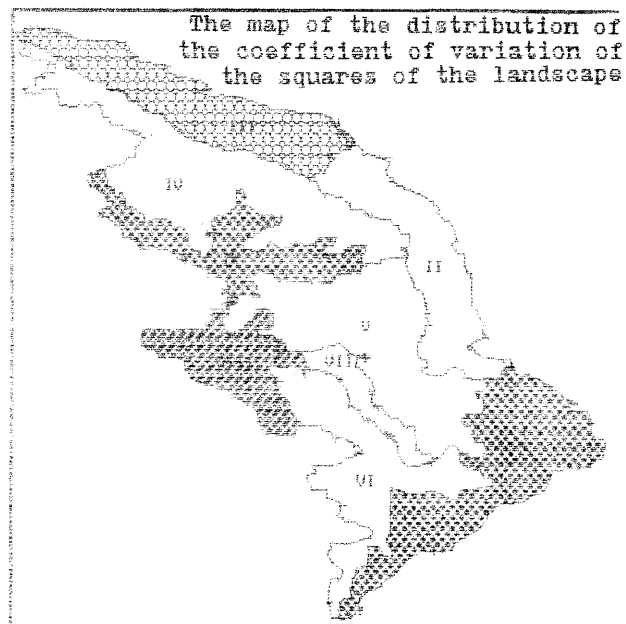 The map of the distribution of
the coefficient of variation of
the squares of the landscape
III
IV
II
V
VIII
VI